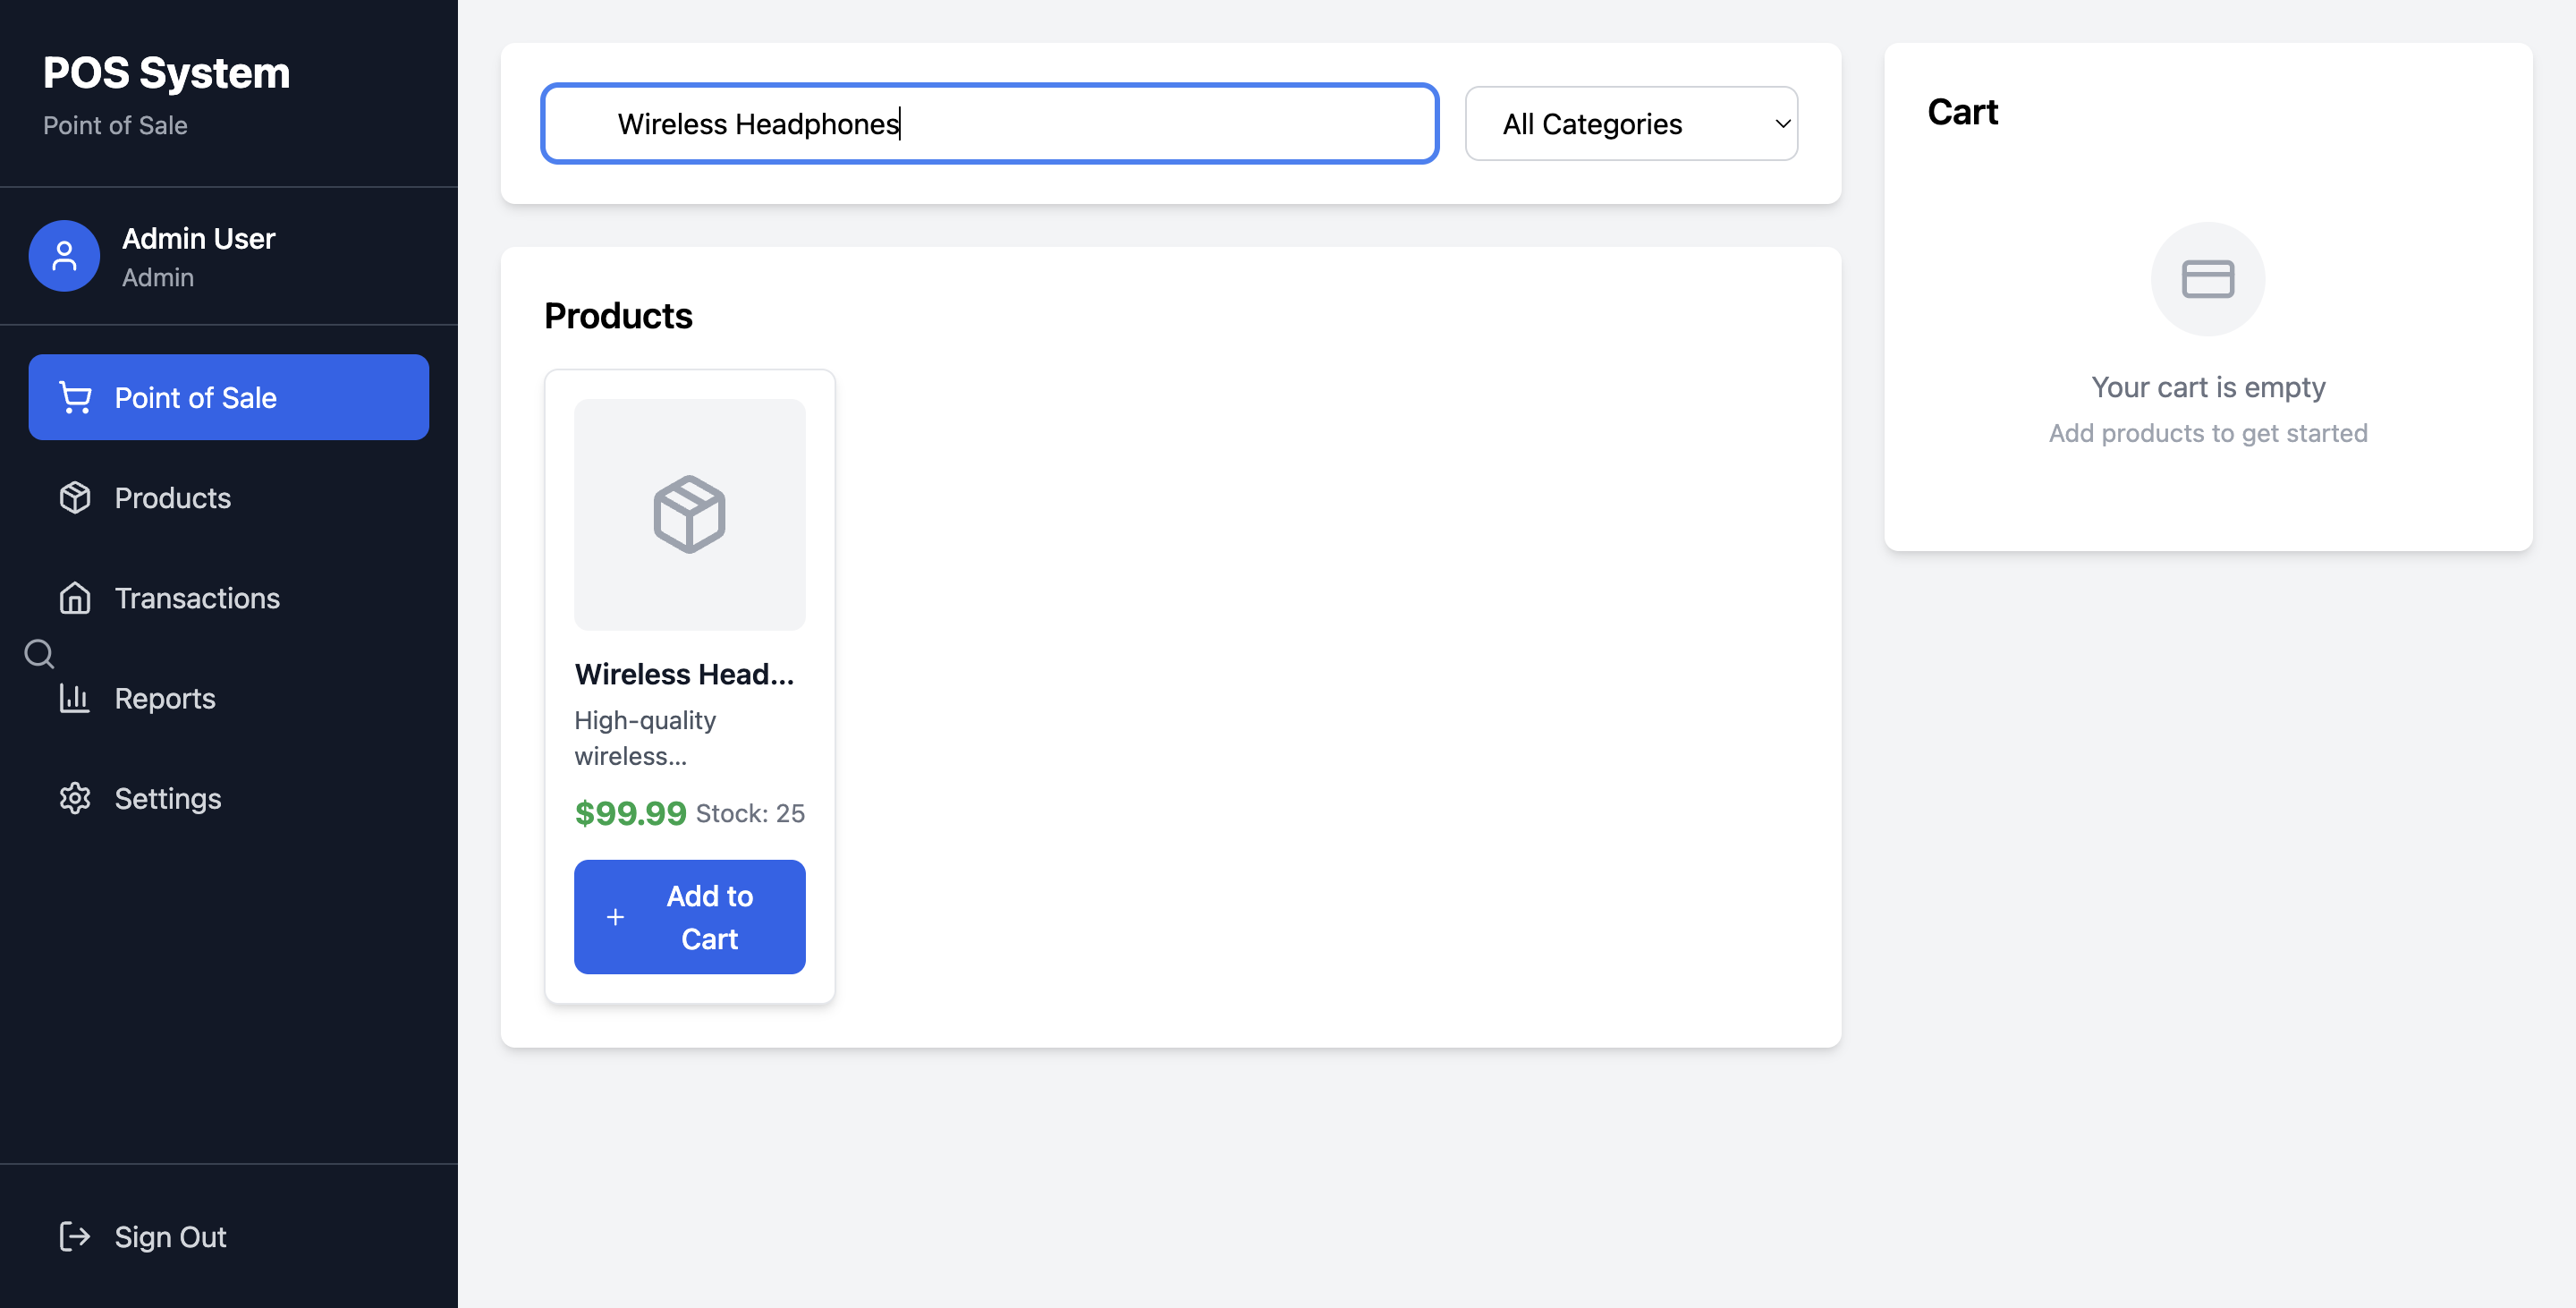 POS System
Point of Sale
Admin User
Admin
Point of Sale
Products
Transactions
Reports
Settings
Sign Out
Wireless Headphones
All Categories
Products
Wireless Head...
High-quality
wireless...
$99.99 Stock: 25
Add to
Cart
Cart
Your cart is empty
Add products to get started